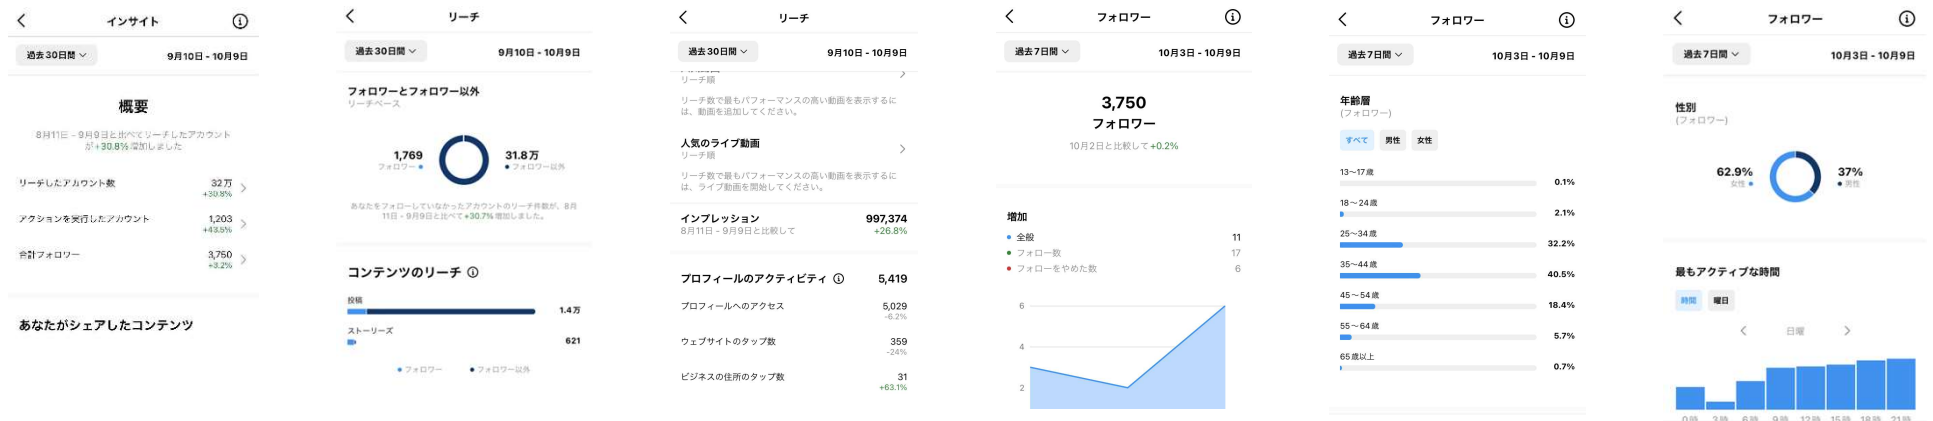 インサイト
過去30日間
9月10日 - 10月9日
概要
8月11日 - 9月9日と比べてリーチしたアカウント
が+30.8%増加しました
リーチしたアカウント数
32万
+30.8%
アクションを実行したアカウント
1,203
+43.5%
合計フォロワー
3,750
+3.2%
あなたがシェアしたコンテンツ
リーチ
過去30日間
9月10日 - 10月9日
フォロワーとフォロワー以外
リーチベース
1,769
フォロワー
31.8万
フォロワー以外
あなたをフォローしていなかったアカウントのリーチ件数が、8月
11日 - 9月9日と比べて+30.7%増加しました。
コンテンツのリーチ
投稿
1.4万
ストーリーズ
621
フォロワー
フォロワー以外
リーチ
過去30日間
9月10日 - 10月9日
リーチ順
リーチ数で最もパフォーマンスの高い動画を表示するに
は、動画を追加してください。
人気のライブ動画
リーチ順
リーチ数で最もパフォーマンスの高い動画を表示するに
は、ライブ動画を開始してください。
インプレッション
997,374
8月11日 - 9月9日と比較して
+26.8%
プロフィールのアクティビティ
5,419
プロフィールへのアクセス
5,029
-6.2%
ウェブサイトのタップ数
359
-24%
ビジネスの住所のタップ数
31
+63.1%
フォロワー
過去7日間
10月3日 - 10月9日
3,750
フォロワー
10月2日と比較して+0.2%
増加
全般
11
フォロー数
17
フォローをやめた数
6
6
4
2
フォロワー
過去7日間
10月3日 - 10月9日
年齢層
(フォロワー)
すべて
男性
女性
13〜17歳
0.1%
18〜24歳
2.1%
25〜34歳
32.2%
35〜44歳
40.5%
45〜54歳
18.4%
55〜64歳
5.7%
65歳以上
0.7%
フォロワー
過去7日間
10月3日 - 10月9日
性別
(フォロワー)
62.9%
女性
37%
男性
最もアクティブな時間
時間
曜日
日曜
0時 3時 6時 9時 12時 15時 18時 21時